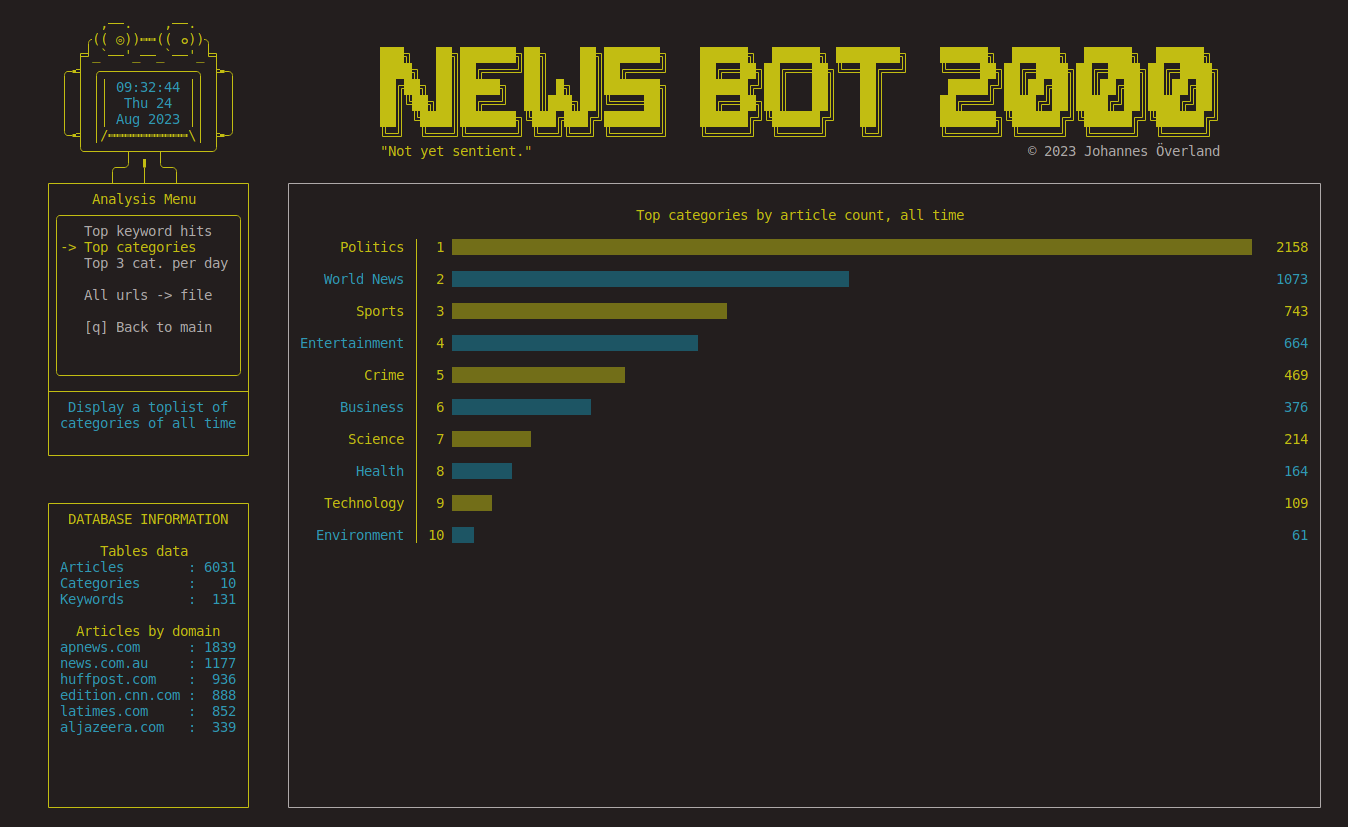 NEWS BOT 2000
"Not yet sentient."
© 2023 Johannes Överland
09:32:44
Thu 24
Aug 2023
Analysis Menu
Top keyword hits
-> Top categories
Top 3 cat. per day
All urls -> file
[q] Back to main
Display a toplist of
categories of all time
DATABASE INFORMATION
Tables data
Articles : 6031
Categories : 10
Keywords : 131
Articles by domain
apnews.com : 1839
news.com.au : 1177
huffpost.com : 936
edition.cnn.com : 888
latimes.com : 852
aljazeera.com : 339
Top categories by article count, all time
Politics 1 2158
World News 2 1073
Sports 3 743
Entertainment 4 664
Crime 5 469
Business 6 376
Science 7 214
Health 8 164
Technology 9 109
Environment 10 61